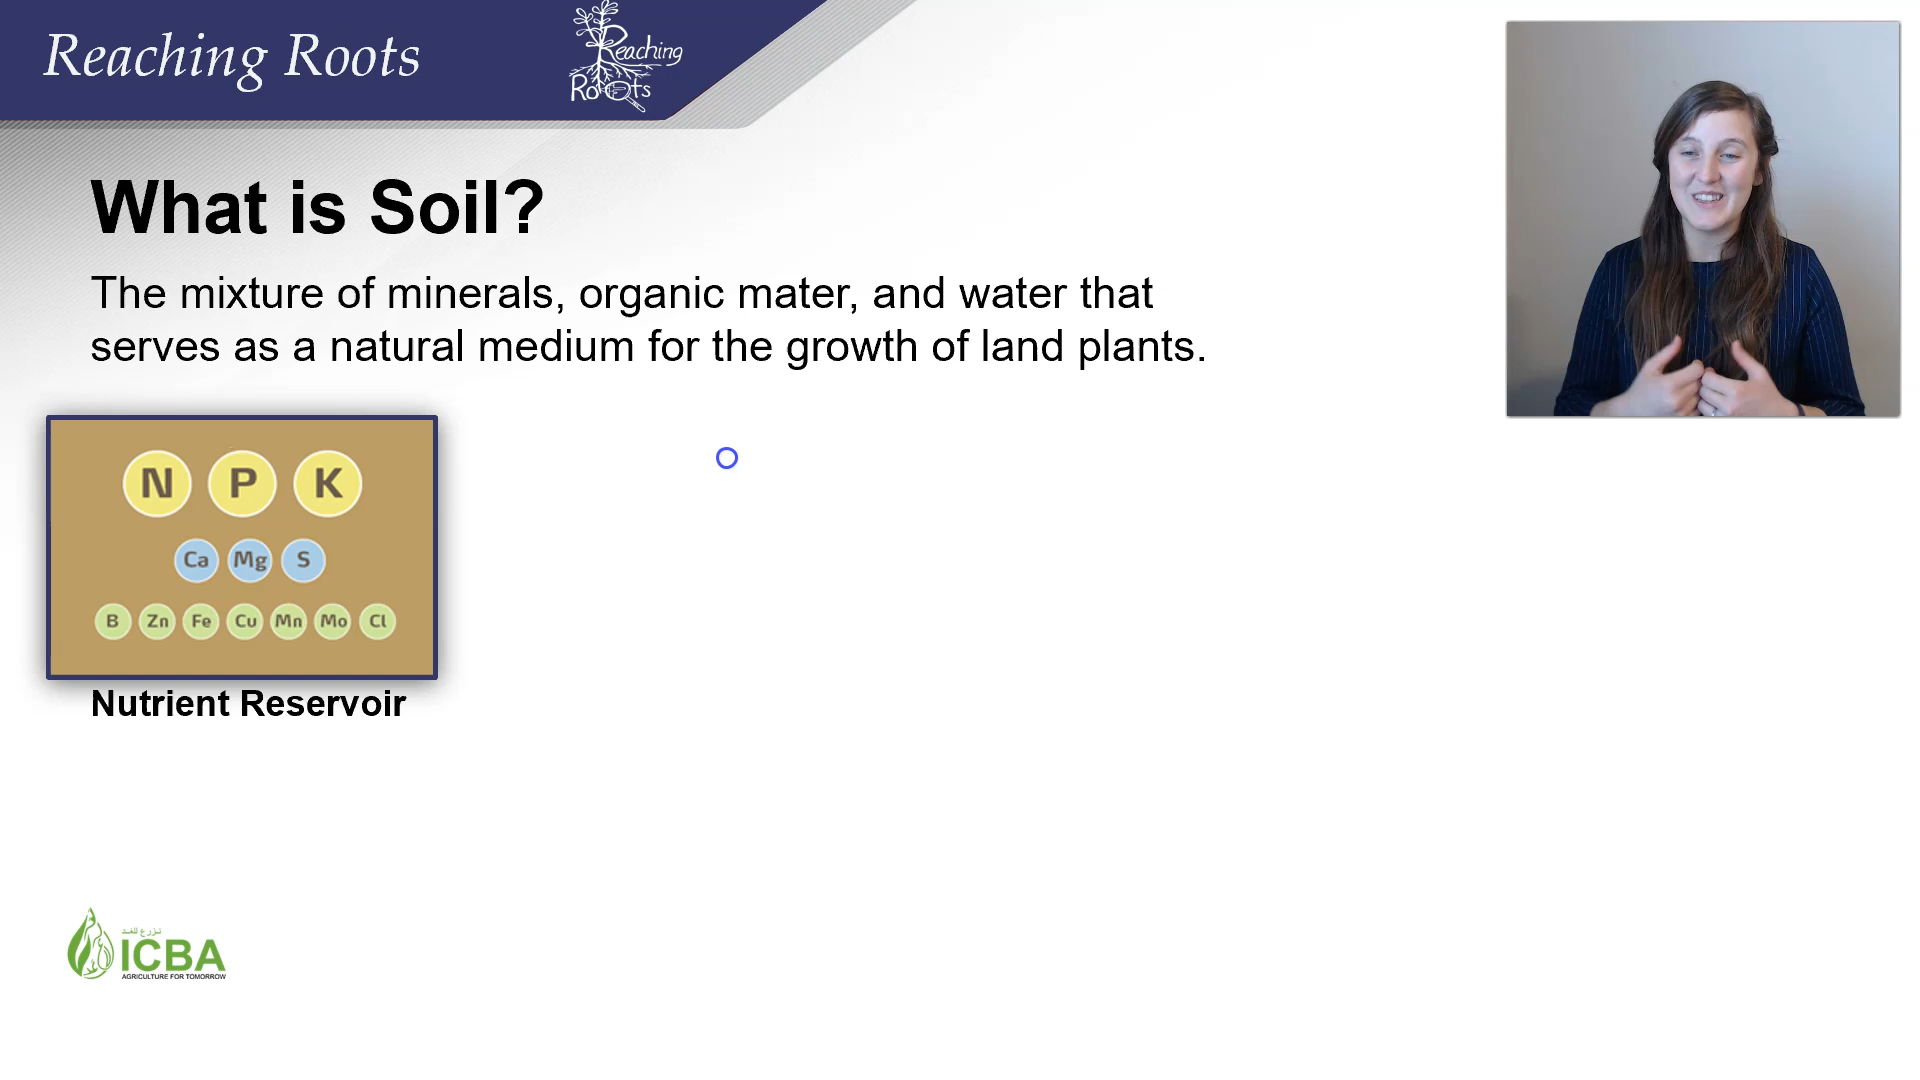 Reaching Roots
Reaching
Roots
What is Soil?
The mixture of minerals, organic mater, and water that
serves as a natural medium for the growth of land plants.
N P K
Ca Mg S
B Zn Fe Cu Mn Mo Cl
Nutrient Reservoir
نزرع للغد
ICBA
AGRICULTURE FOR TOMORROW